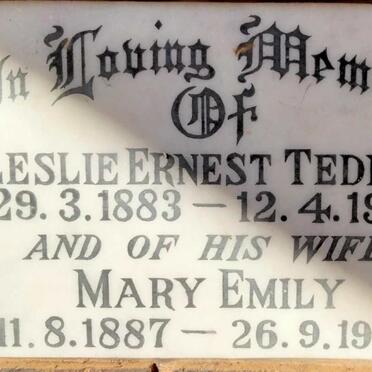 In Loving Mem
Of
LESLIE ERNEST TED
29.3.1883 — 12.4.19
AND OF HIS WIFE
MARY EMILY
11.8.1887 — 26.9.19